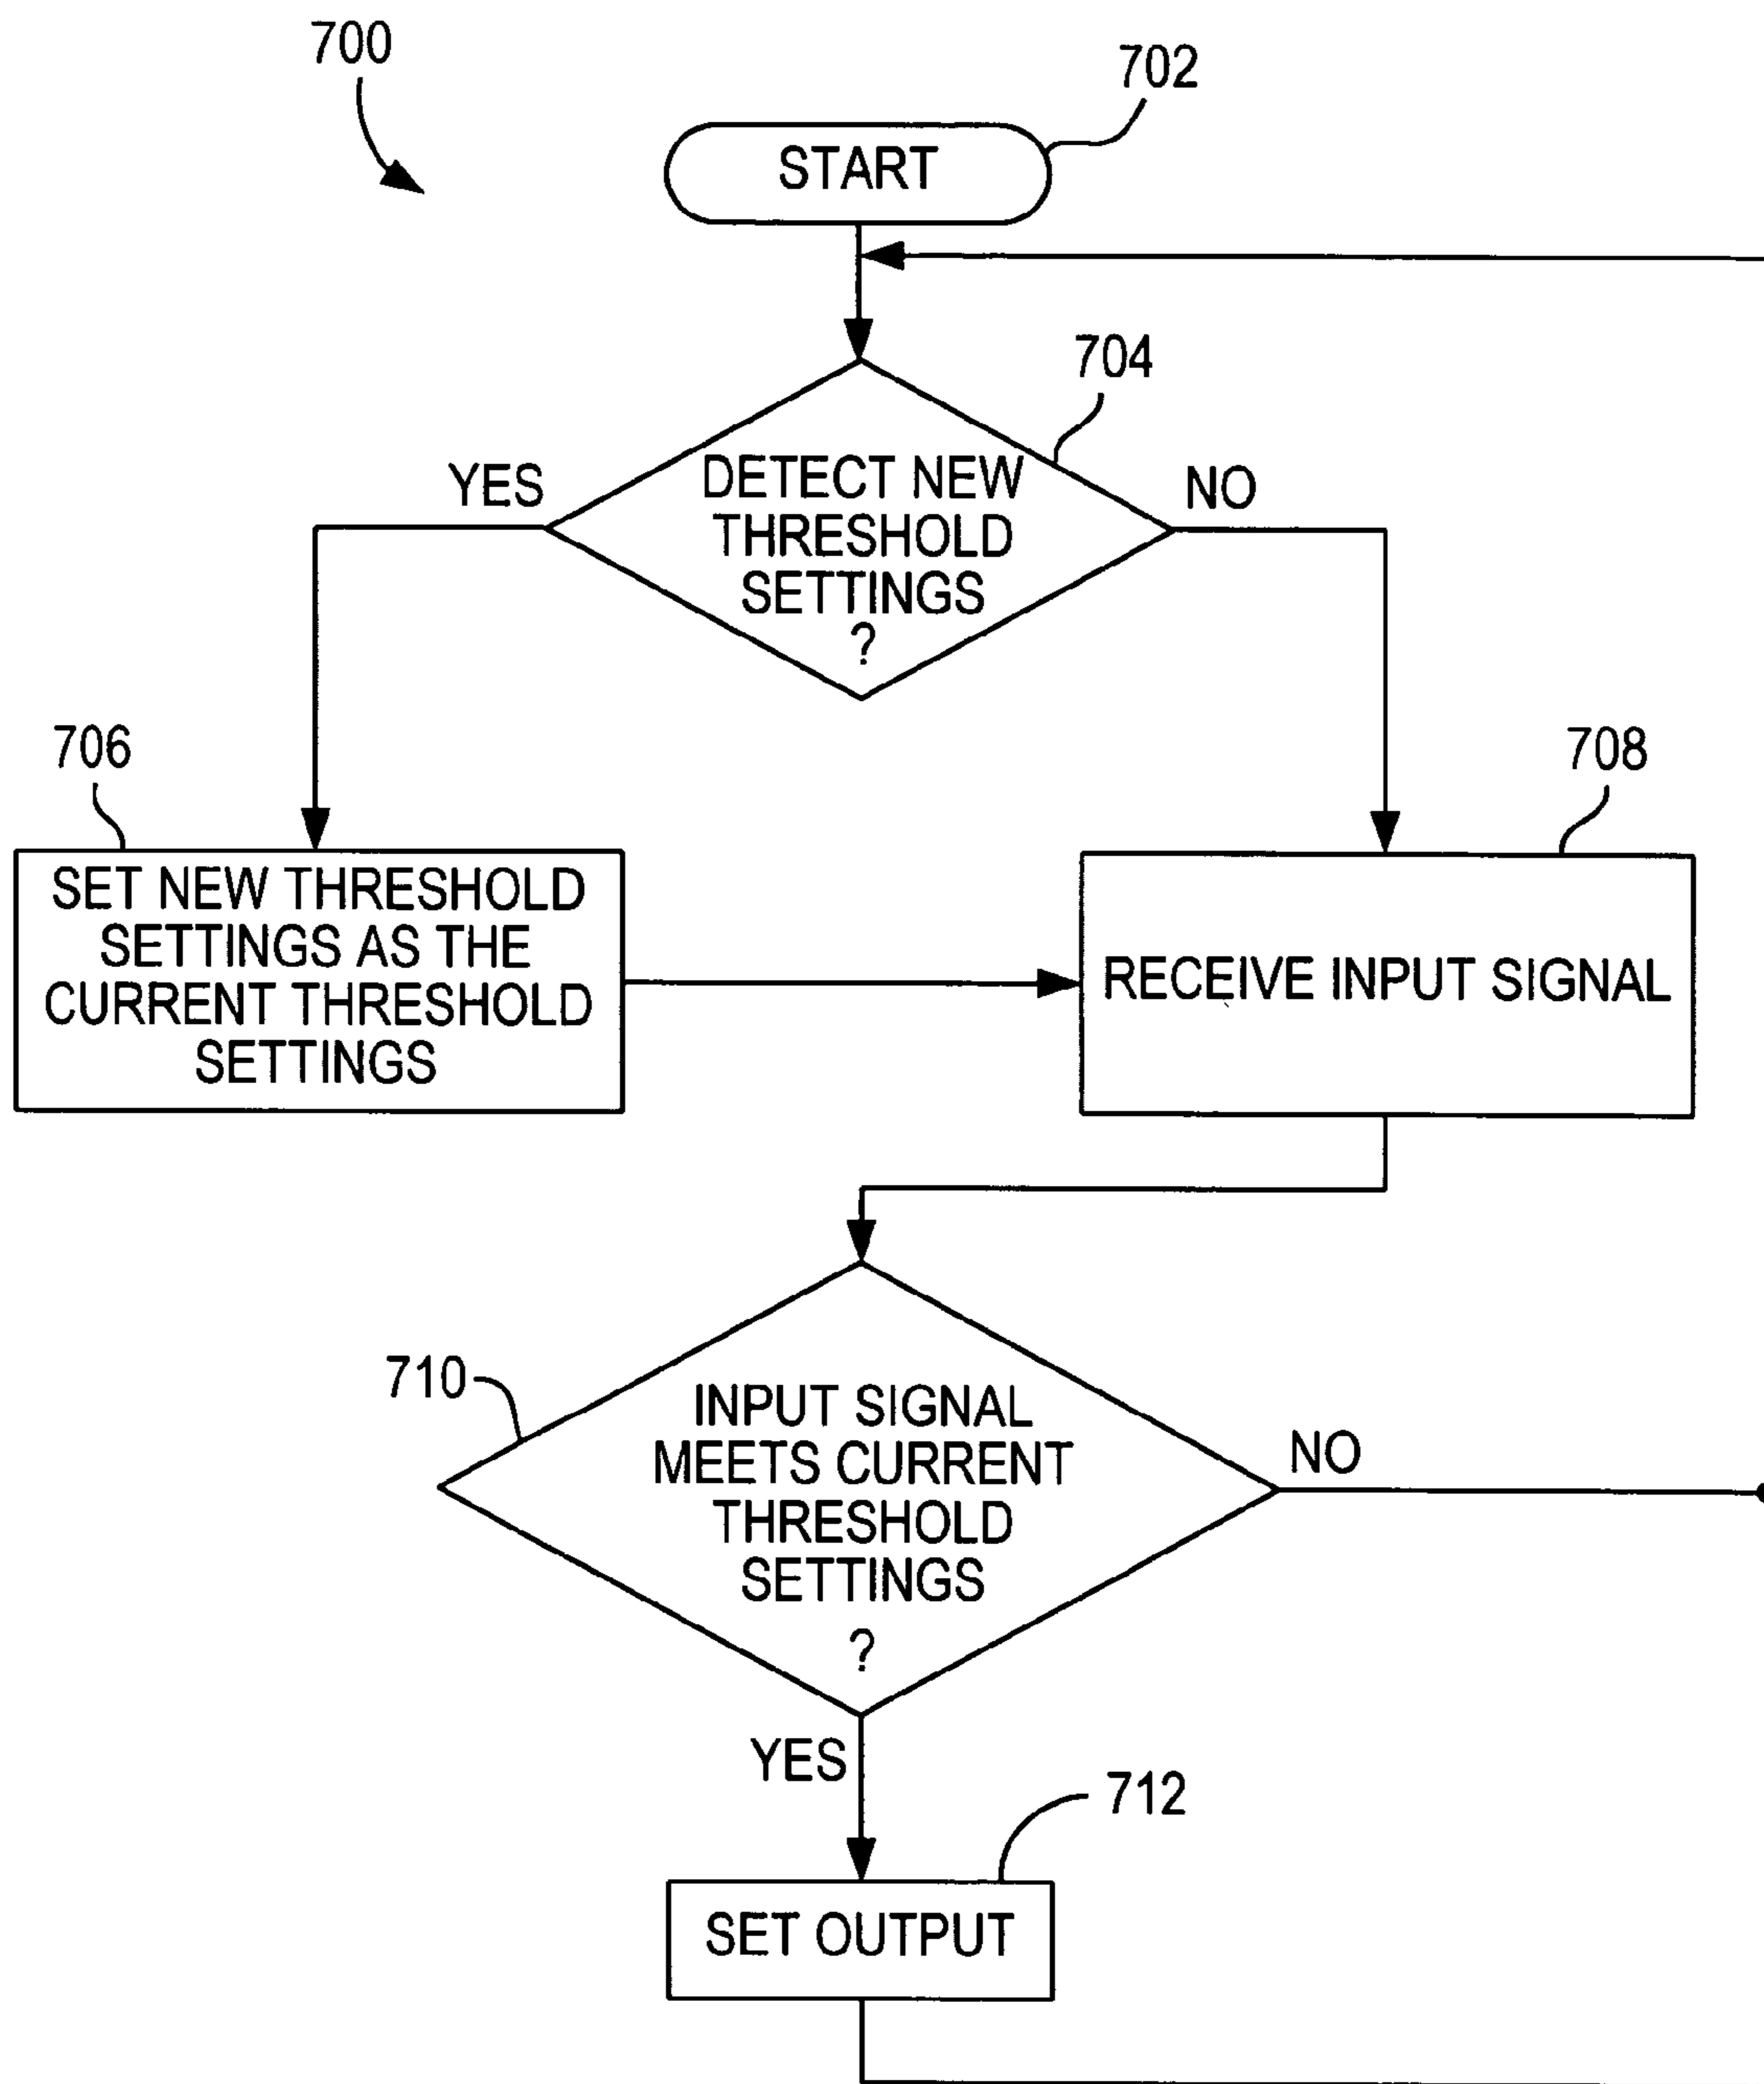 700
702
START
704
YES
DETECT NEW
THRESHOLD
SETTINGS
?
NO
706
708
SET NEW THRESHOLD
SETTINGS AS THE
CURRENT THRESHOLD
SETTINGS
RECEIVE INPUT SIGNAL
710
INPUT SIGNAL
MEETS CURRENT
THRESHOLD
SETTINGS
?
NO
YES
712
SET OUTPUT